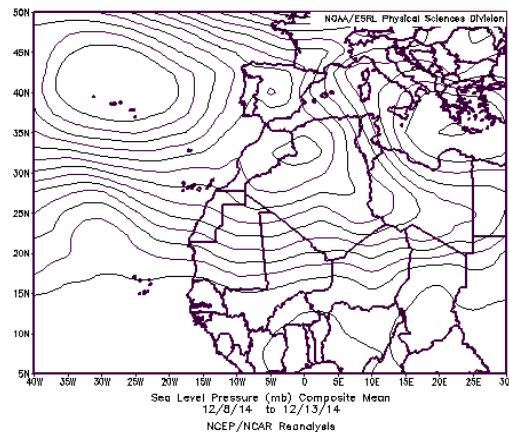 NOAA/ESRL Physical Sciences Division
50N
45N
40N
35N
30N
25N
20N
15N
10N
5N
40W 35W 30W 25W 20W 15W 10W 5W 0 5E 10E 15E 20E 25E 30E
Sea Level Pressure (mb) Composite Mean
12/8/14 to 12/13/14
NCEP/NCAR Reanalysis